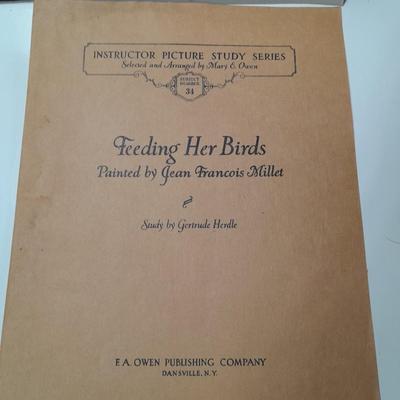 INSTRUCTOR PICTURE STUDY SERIES
Selected and Arranged by Mary E. Owen
SUBJECT
NUMBER
34
Feeding Her Birds
Painted by Jean Francois Millet
Study by Gertrude Herdle
F. A. OWEN PUBLISHING COMPANY
DANSVILLE, N. Y.